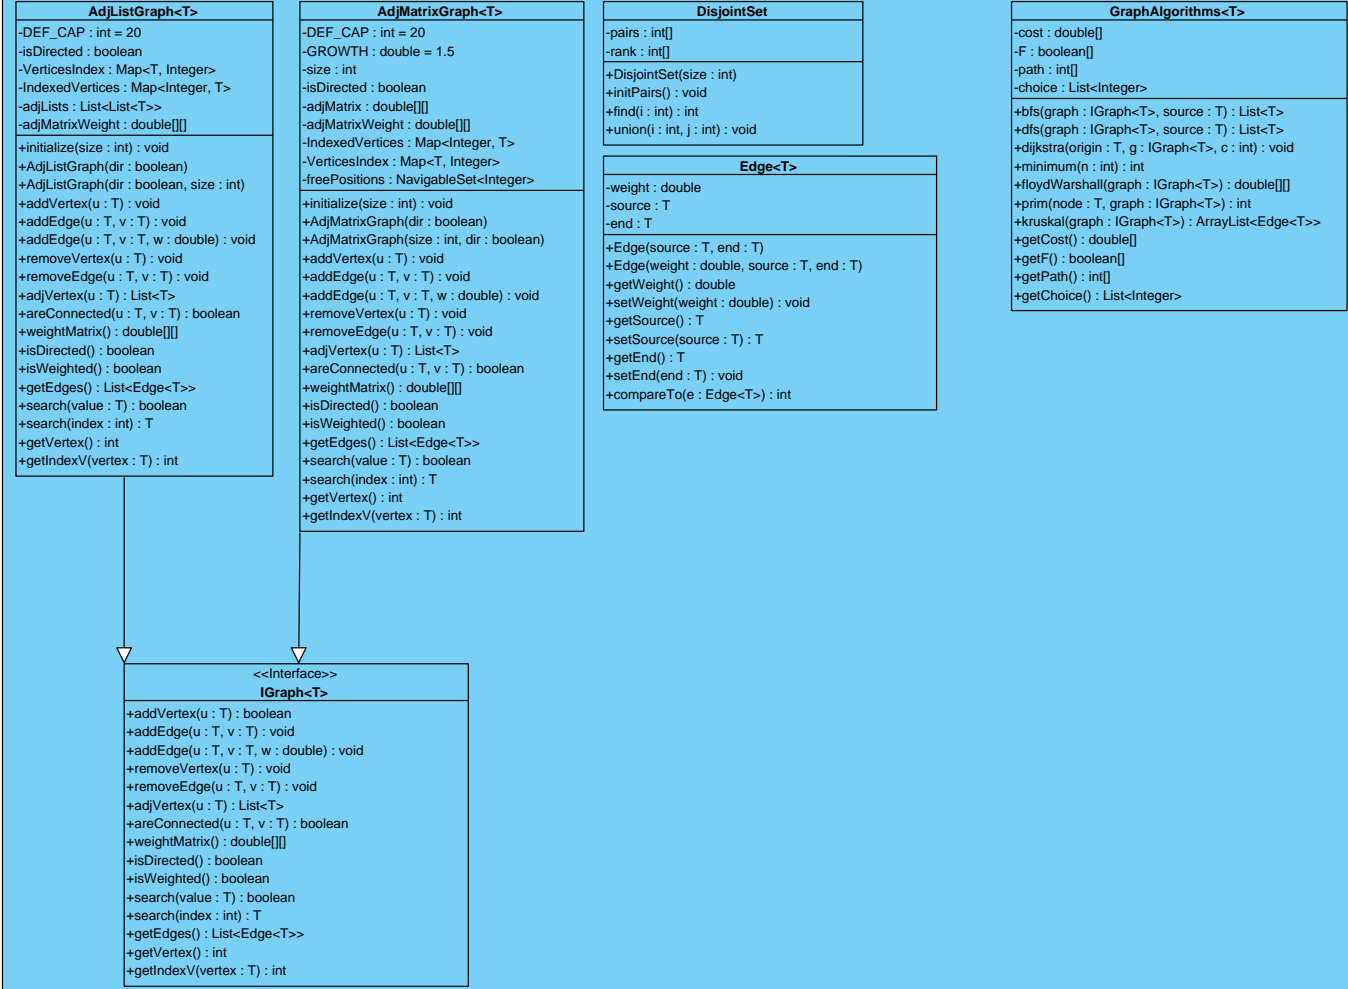 AdjListGraph<T>
-DEF_CAP : int = 20
-isDirected : boolean
-VerticesIndex : Map<T, Integer>
-IndexedVertices : Map<Integer, T>
-adjLists : List<List<T>>
-adjMatrixWeight : double[][]
+initialize(size : int) : void
+AdjListGraph(dir : boolean)
+AdjListGraph(dir : boolean, size : int)
+addVertex(u : T) : void
+addEdge(u : T, v : T) : void
+addEdge(u : T, v : T, w : double) : void
+removeVertex(u : T) : void
+removeEdge(u : T, v : T) : void
+adjVertex(u : T) : List<T>
+areConnected(u : T, v : T) : boolean
+weightMatrix() : double[][]
+isDirected() : boolean
+isWeighted() : boolean
+getEdges() : List<Edge<T>>
+search(value : T) : boolean
+search(index : int) : T
+getVertex() : int
+getIndexV(vertex : T) : int
AdjMatrixGraph<T>
-DEF_CAP : int = 20
-GROWTH : double = 1.5
-size : int
-isDirected : boolean
-adjMatrix : double[][]
-adjMatrixWeight : double[][]
-IndexedVertices : Map<Integer, T>
-VerticesIndex : Map<T, Integer>
-freePositions : NavigableSet<Integer>
+initialize(size : int) : void
+AdjMatrixGraph(dir : boolean)
+AdjMatrixGraph(size : int, dir : boolean)
+addVertex(u : T) : void
+addEdge(u : T, v : T) : void
+addEdge(u : T, v : T, w : double) : void
+removeVertex(u : T) : void
+removeEdge(u : T, v : T) : void
+adjVertex(u : T) : List<T>
+areConnected(u : T, v : T) : boolean
+weightMatrix() : double[][]
+isDirected() : boolean
+isWeighted() : boolean
+getEdges() : List<Edge<T>>
+search(value : T) : boolean
+search(index : int) : T
+getVertex() : int
+getIndexV(vertex : T) : int
DisjointSet
-pairs : int[]
-rank : int[]
+DisjointSet(size : int)
+initPairs() : void
+find(i : int) : int
+union(i : int, j : int) : void
Edge<T>
-weight : double
-source : T
-end : T
+Edge(source : T, end : T)
+Edge(weight : double, source : T, end : T)
+getWeight() : double
+setWeight(weight : double) : void
+getSource() : T
+setSource(source : T) : T
+getEnd() : T
+setEnd(end : T) : void
+compareTo(e : Edge<T>) : int
GraphAlgorithms<T>
-cost : double[]
-F : boolean[]
-path : int[]
-choice : List<Integer>
+bfs(graph : IGraph<T>, source : T) : List<T>
+dfs(graph : IGraph<T>, source : T) : List<T>
+dijkstra(origin : T, g : IGraph<T>, c : int) : void
+minimum(n : int) : int
+floydWarshall(graph : IGraph<T>) : double[][]
+prim(node : T, graph : IGraph<T>) : int
+kruskal(graph : IGraph<T>) : ArrayList<Edge<T>>
+getCost() : double[]
+getF() : boolean[]
+getPath() : int[]
+getChoice() : List<Integer>
<<Interface>>
IGraph<T>
+addVertex(u : T) : boolean
+addEdge(u : T, v : T) : void
+addEdge(u : T, v : T, w : double) : void
+removeVertex(u : T) : void
+removeEdge(u : T, v : T) : void
+adjVertex(u : T) : List<T>
+areConnected(u : T, v : T) : boolean
+weightMatrix() : double[][]
+isDirected() : boolean
+isWeighted() : boolean
+search(value : T) : boolean
+search(index : int) : T
+getEdges() : List<Edge<T>>
+getVertex() : int
+getIndexV(vertex : T) : int